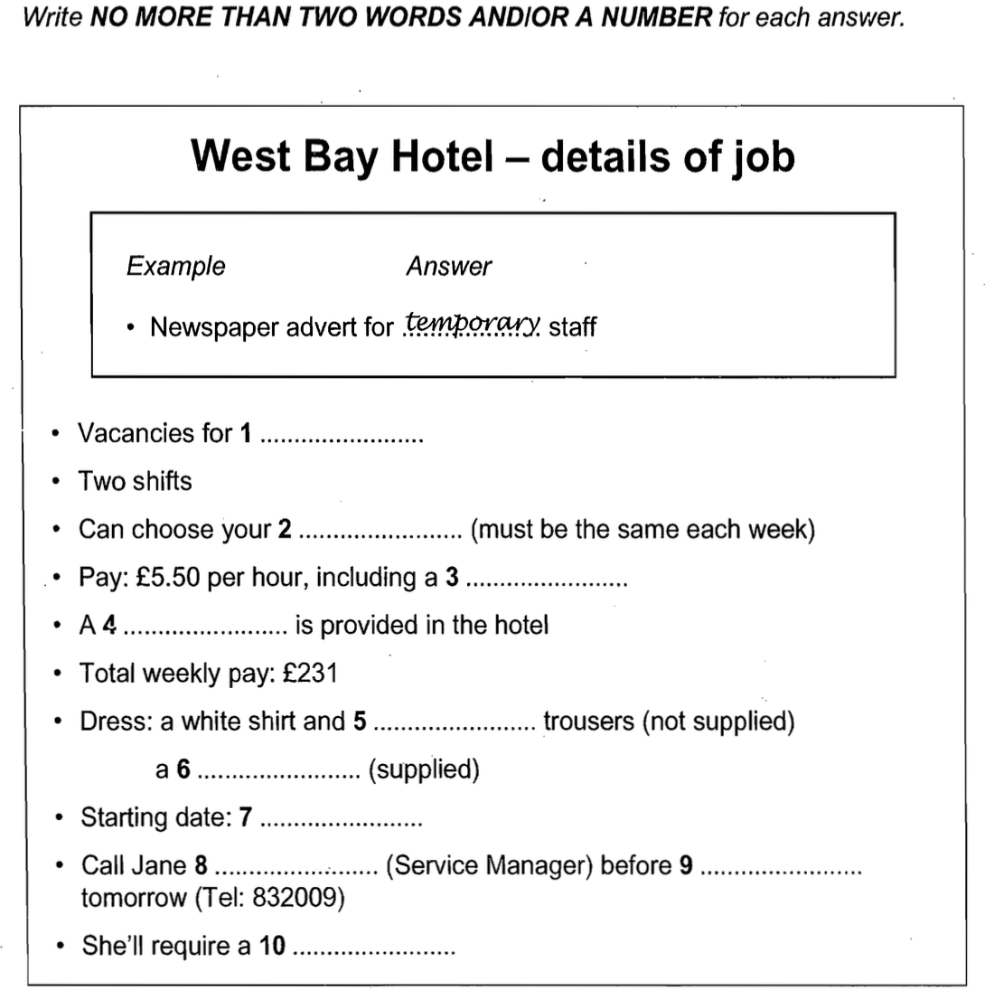 Write NO MORE THAN TWO WORDS AND/OR A NUMBER for each answer.
West Bay Hotel – details of job
Example Answer
• Newspaper advert for temporary staff
• Vacancies for 1 ........................
• Two shifts
• Can choose your 2 ........................ (must be the same each week)
• Pay: £5.50 per hour, including a 3 ........................
• A 4 ........................ is provided in the hotel
• Total weekly pay: £231
• Dress: a white shirt and 5 ........................ trousers (not supplied)
a 6 ........................ (supplied)
• Starting date: 7 ........................
• Call Jane 8 ........................ (Service Manager) before 9 ........................
tomorrow (Tel: 832009)
• She'll require a 10 ........................